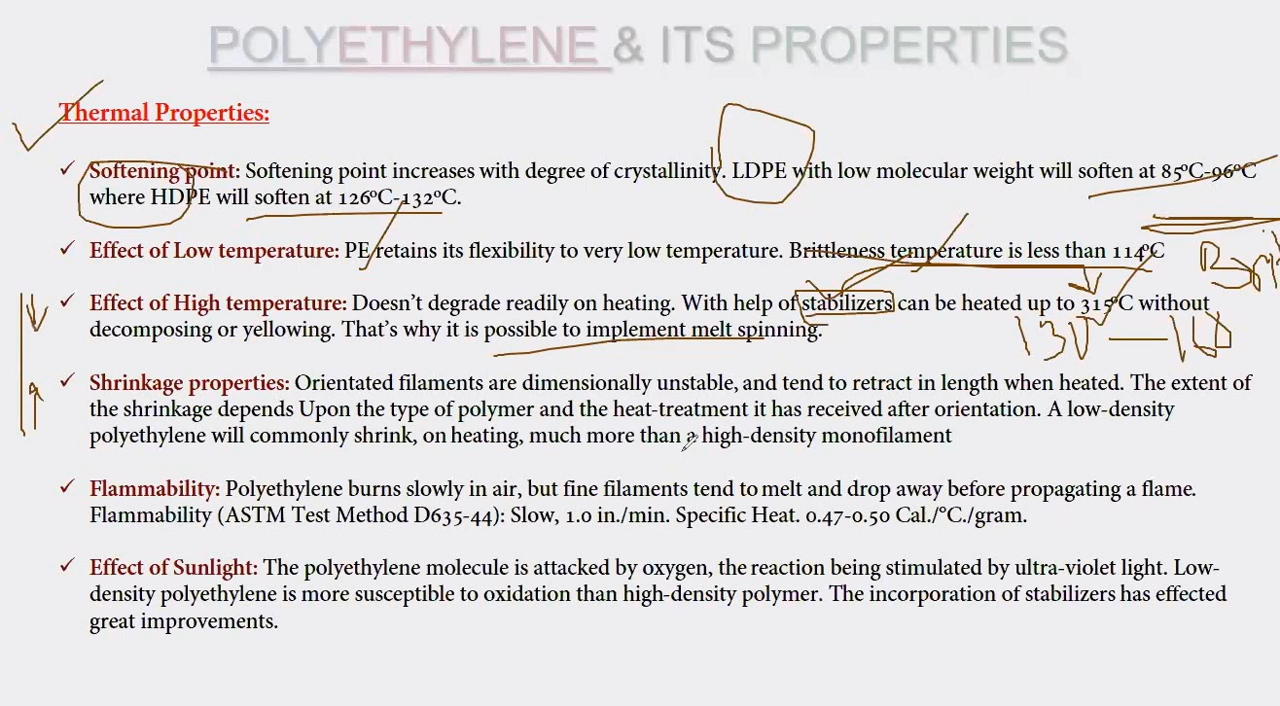 POLYETHYLENE & ITS PROPERTIES
Thermal Properties:
✓ Softening point: Softening point increases with degree of crystallinity. LDPE with low molecular weight will soften at 85ºC-96ºC
where HDPE will soften at 126ºC-132ºC.
✓ Effect of Low temperature: PE retains its flexibility to very low temperature. Brittleness temperature is less than 114ºC
✓ Effect of High temperature: Doesn't degrade readily on heating. With help of stabilizers can be heated up to 315ºC without
decomposing or yellowing. That's why it is possible to implement melt spinning.
130
✓ Shrinkage properties: Orientated filaments are dimensionally unstable, and tend to retract in length when heated. The extent of
the shrinkage depends Upon the type of polymer and the heat-treatment it has received after orientation. A low-density
polyethylene will commonly shrink, on heating, much more than a high-density monofilament
✓ Flammability: Polyethylene burns slowly in air, but fine filaments tend to melt and drop away before propagating a flame.
Flammability (ASTM Test Method D635-44): Slow, 1.0 in./min. Specific Heat. 0.47-0.50 Cal./ºC./gram.
✓ Effect of Sunlight: The polyethylene molecule is attacked by oxygen, the reaction being stimulated by ultra-violet light. Low-
density polyethylene is more susceptible to oxidation than high-density polymer. The incorporation of stabilizers has effected
great improvements.